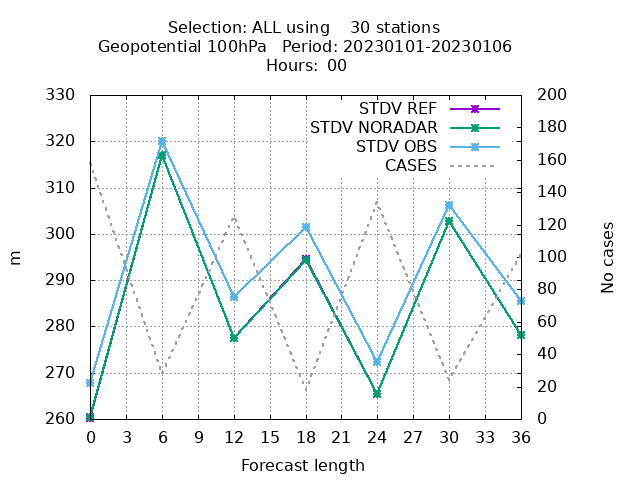 Selection: ALL using    30 stations
Geopotential 100hPa   Period: 20230101-20230106
Hours: 00
STDV REF
STDV NORADAR
STDV OBS
CASES
330
320
310
300
290
280
270
260
m
200
180
160
140
120
100
80
60
40
20
0
No cases
0 3 6 9 12 15 18 21 24 27 30 33 36
Forecast length